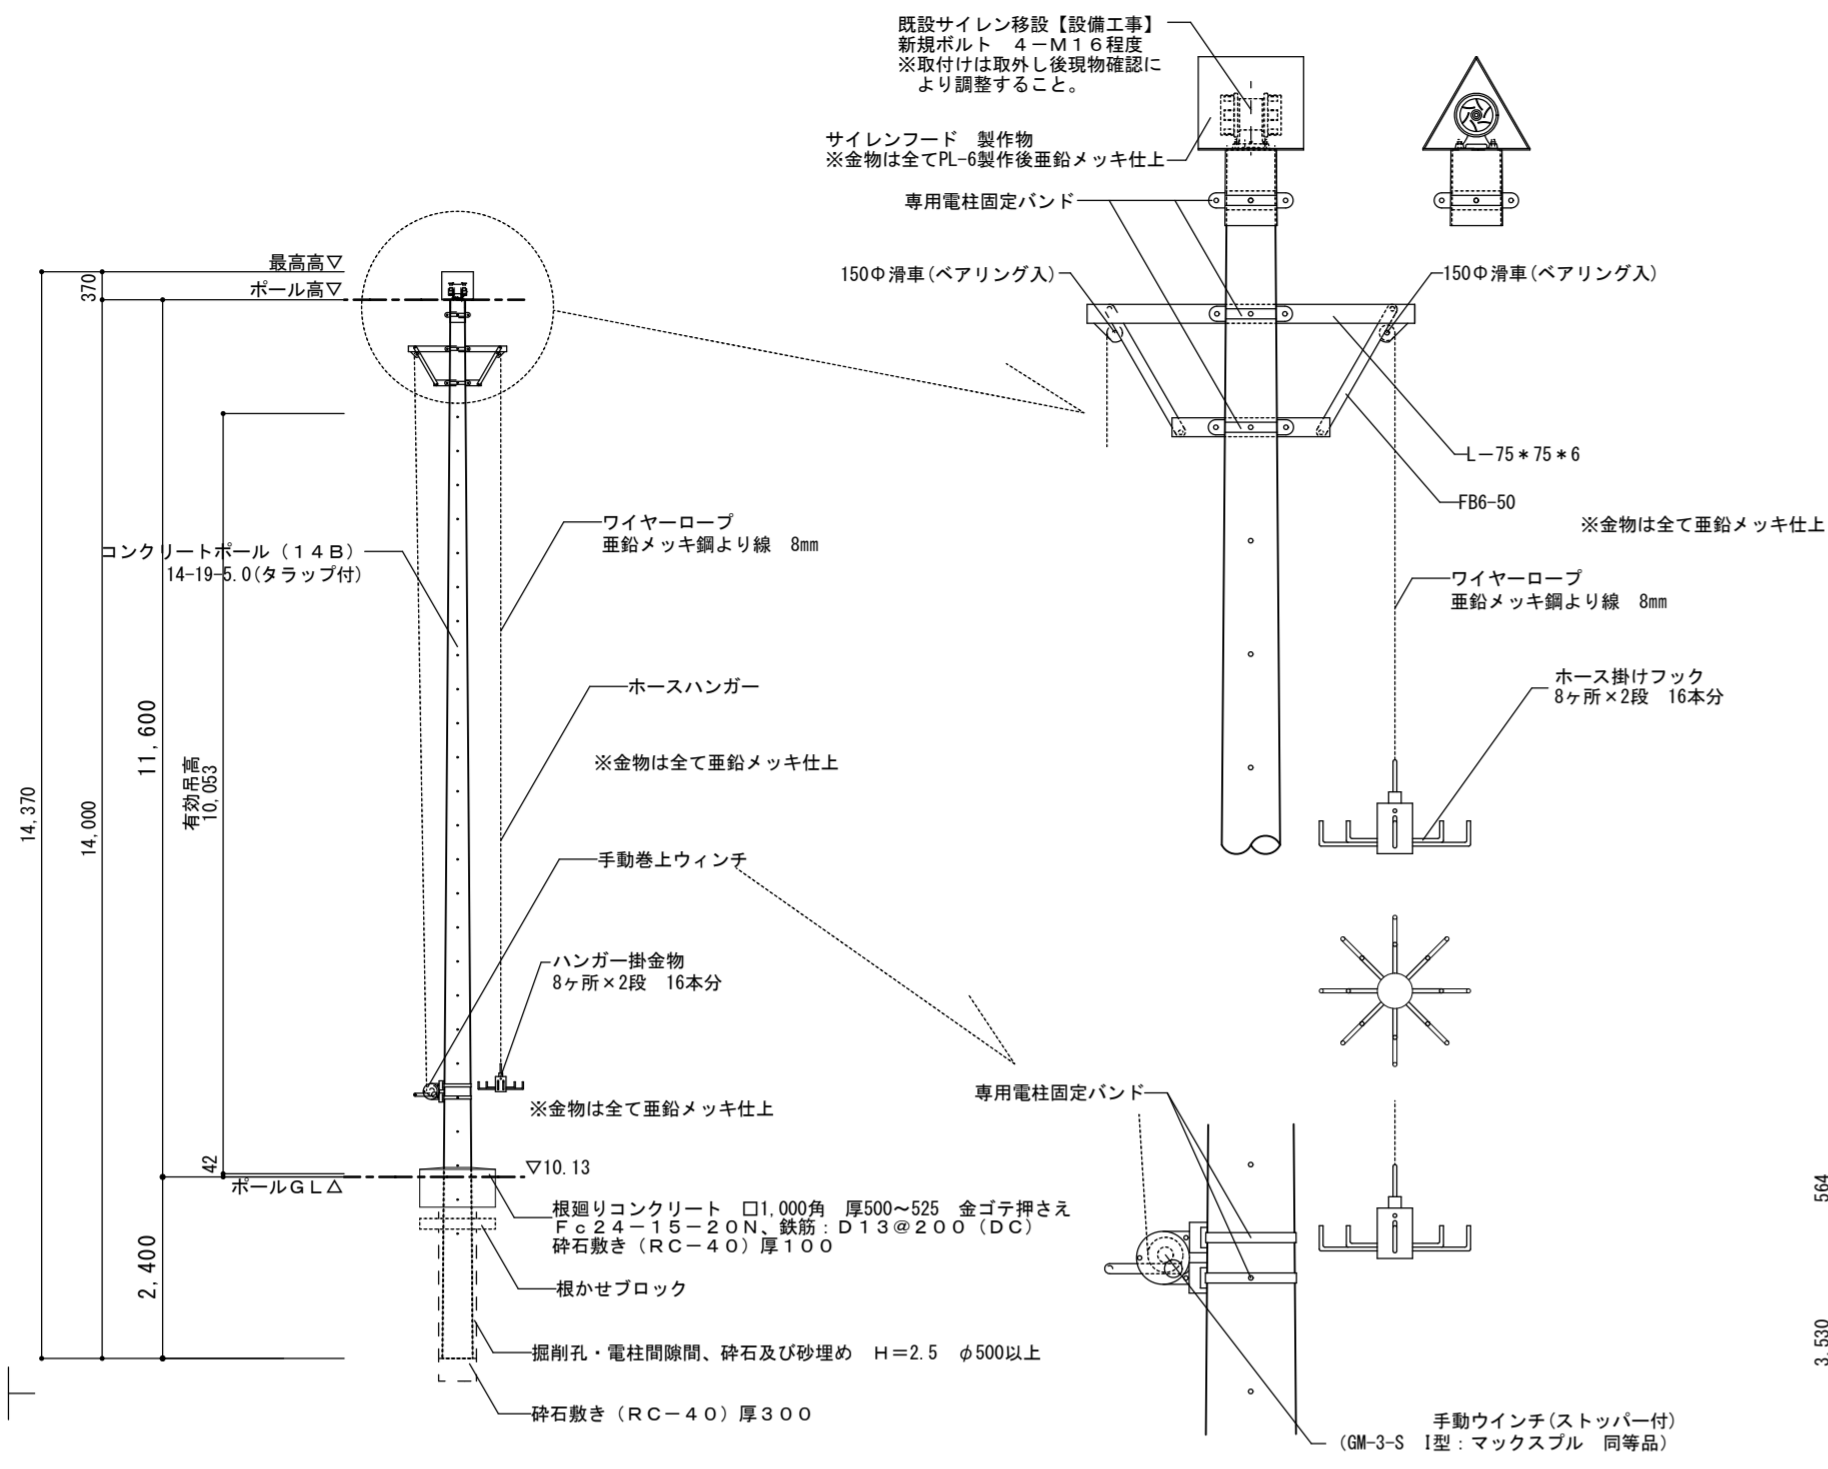 既設サイレン移設【設備工事】
新規ボルト　4－M16程度
※取付けは取外し後現物確認に
より調整すること。
サイレンフード　製作物
※金物は全てPL-6製作後亜鉛メッキ仕上
専用電柱固定バンド
150Φ滑車(ベアリング入)
150Φ滑車(ベアリング入)
L－75＊75＊6
FB6-50
※金物は全て亜鉛メッキ仕上
ワイヤーロープ
亜鉛メッキ鋼より線　8mm
ホース掛けフック
8ヶ所×2段　16本分
最高高▽
ポール高▽
370
14,370
14,000
11,600
有効吊高
10,053
42
2,400
コンクリートポール（１４Ｂ）
14-19-5.0(タラップ付)
ワイヤーロープ
亜鉛メッキ鋼より線　8mm
ホースハンガー
※金物は全て亜鉛メッキ仕上
手動巻上ウィンチ
ハンガー掛金物
8ヶ所×2段　16本分
※金物は全て亜鉛メッキ仕上
▽10.13
ポールＧＬ△
根廻りコンクリート　口1,000角　厚500～525　金ゴテ押さえ
Ｆｃ２４－１５－２０Ｎ、鉄筋：Ｄ１３＠２００（ＤＣ）
砕石敷き（ＲＣ－４０）厚１００
根かせブロック
掘削孔・電柱間隙間、砕石及び砂埋め　Ｈ＝2.5　φ500以上
砕石敷き（ＲＣ－４０）厚３００
専用電柱固定バンド
手動ウインチ(ストッパー付)
(GM-3-S　I型：マックスプル　同等品)
564
3,530